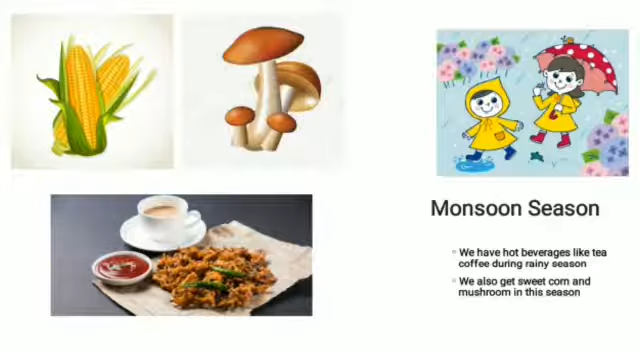 Monsoon Season
We have hot beverages like tea
coffee during rainy season
We also get sweet corn and
mushroom in this season